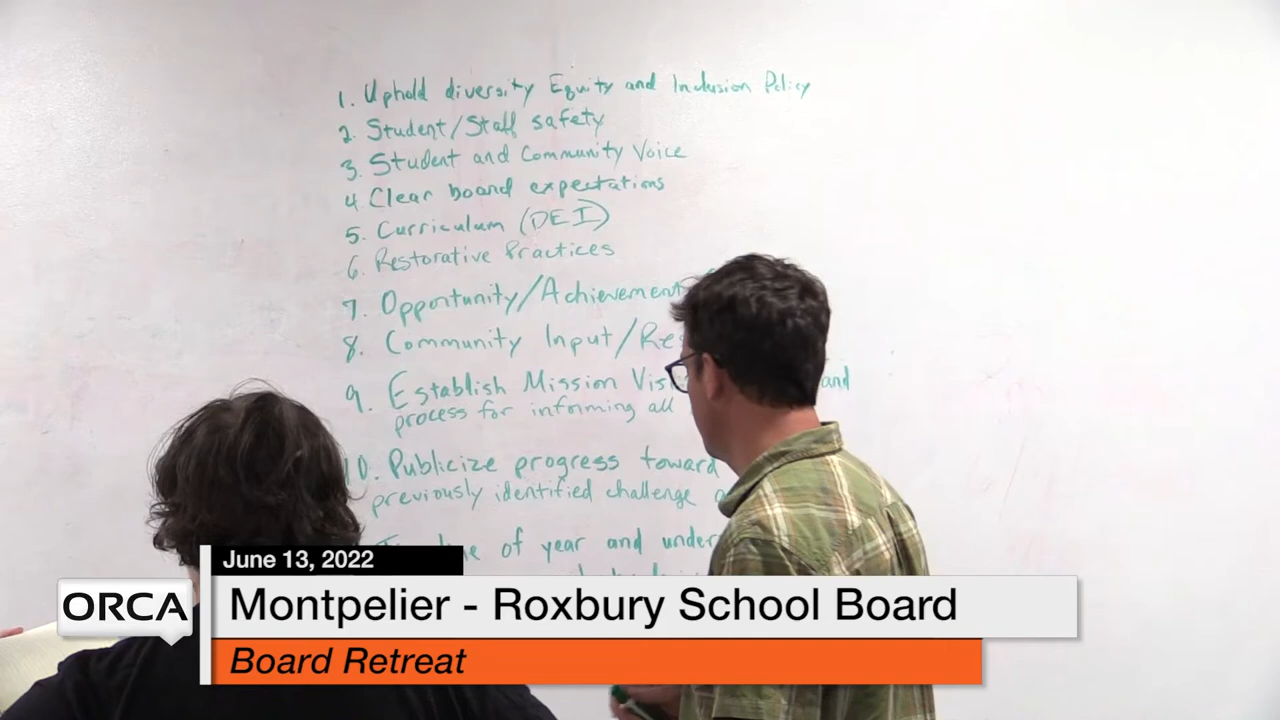 1. Uphold diversity Equity and Inclusion Policy
2. Student/Staff safety
3. Student and Community Voice
4. Clear board expectations
5. Curriculum (DEI)
6. Restorative Practices
7. Opportunity/Achievement
8. Community Input/
9. Establish Mission and
process for informing all
10. Publicize progress toward
previously identified challenge
of year and
June 13, 2022
ORCA
Montpelier - Roxbury School Board
Board Retreat